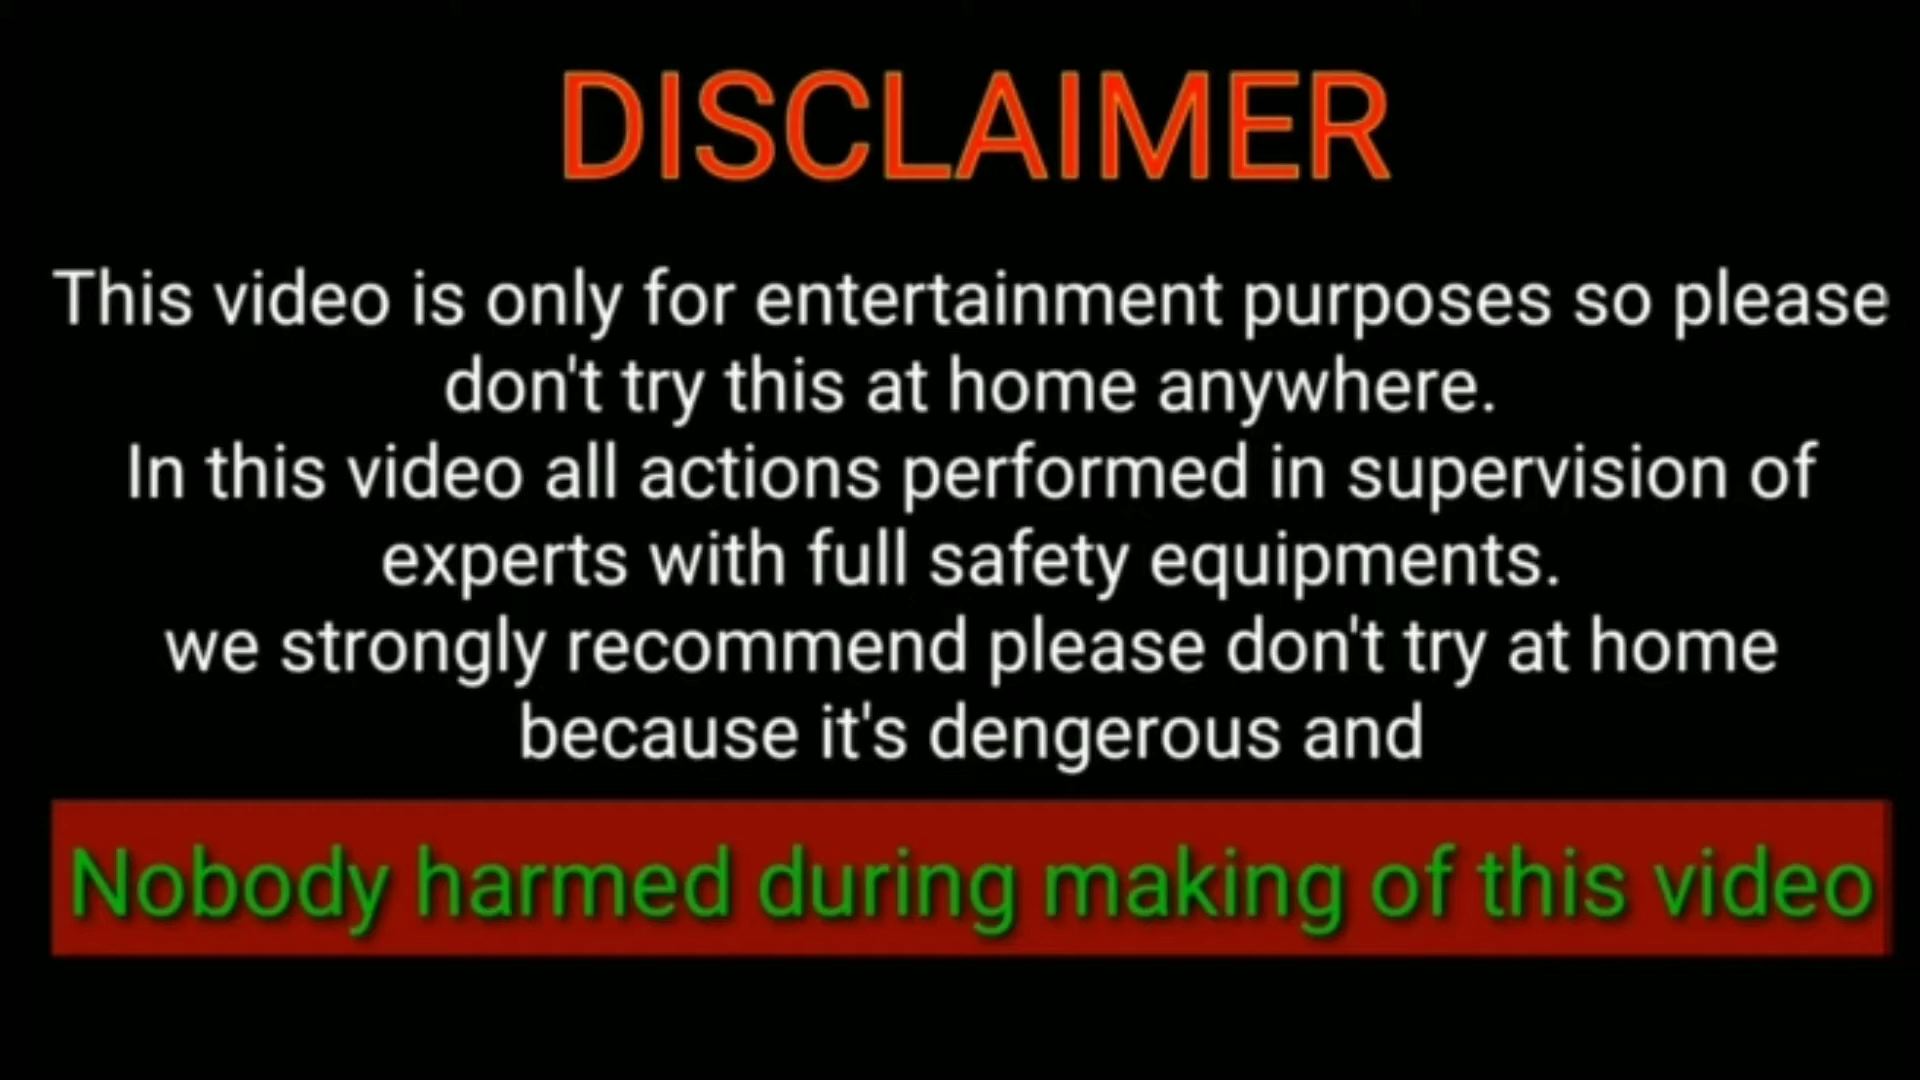 DISCLAIMER
This video is only for entertainment purposes so please
don't try this at home anywhere.
In this video all actions performed in supervision of
experts with full safety equipments.
we strongly recommend please don't try at home
because it's dengerous and
Nobody harmed during making of this video